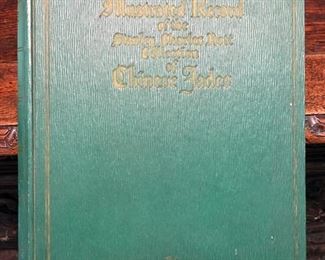 Illustrated Record
of the
Stanley Charles Nott
Collection
of
Chinese Jades